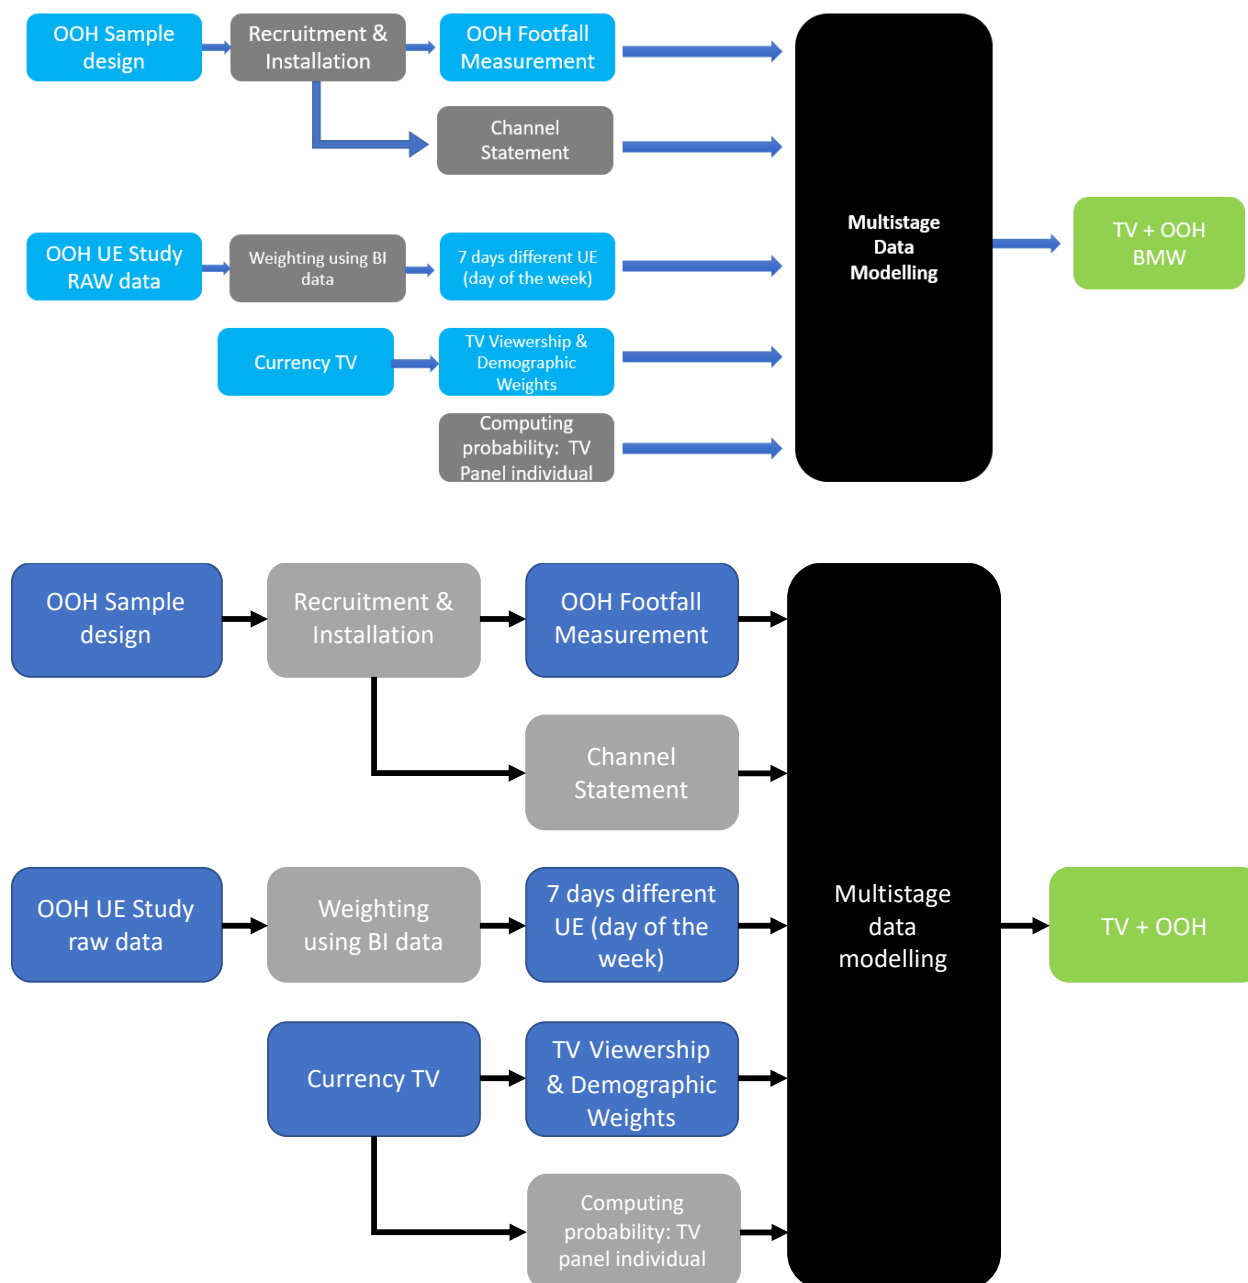 OOH Sample
design
Recruitment &
Installation
OOH Footfall
Measurement
Channel
Statement
OOH UE Study
RAW data
Weighting using BI
data
7 days different UE
(day of the week)
Currency TV
TV Viewership &
Demographic
Weights
Computing
probability: TV
Panel individual
Multistage
Data
Modelling
TV + OOH
BMW
OOH Sample
design
Recruitment &
Installation
OOH Footfall
Measurement
Channel
Statement
OOH UE Study
raw data
Weighting
using BI data
7 days different
UE (day of the
week)
Currency TV
TV Viewership
& Demographic
Weights
Computing
probability: TV
panel individual
Multistage
data
modelling
TV + OOH